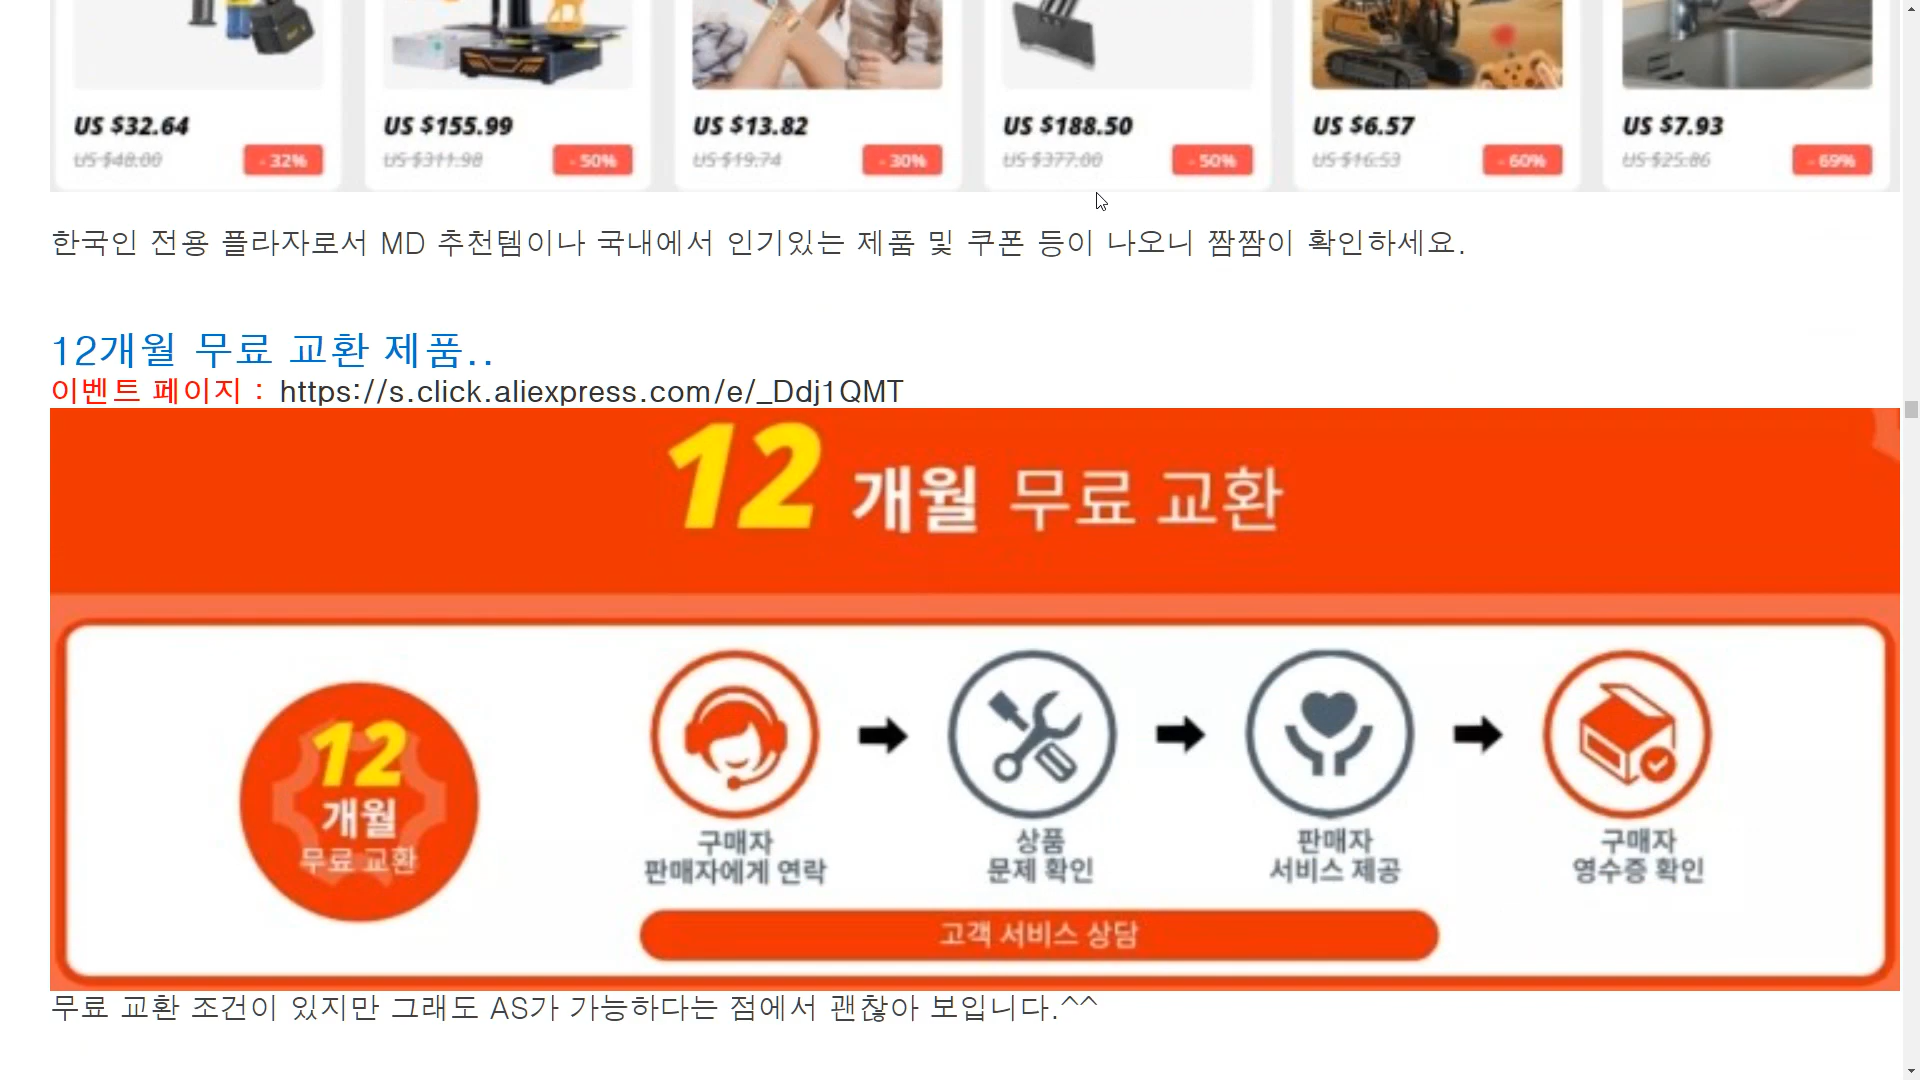 US $32.64
US $48.00 - 32%
US $155.99
US $311.98 - 50%
US $13.82
US $19.74 - 30%
US $188.50
US $377.00 - 50%
US $6.57
US $16.53 - 60%
US $7.93
US $25.86 - 69%
한국인 전용 플라자로서 MD 추천템이나 국내에서 인기있는 제품 및 쿠폰 등이 나오니 짬짬이 확인하세요.
12개월 무료 교환 제품..
이벤트 페이지 : https://s.click.aliexpress.com/e/_Ddj1QMT
12 개월 무료 교환
12
개월
무료 교환
구매자
판매자에게 연락
상품
문제 확인
판매자
서비스 제공
구매자
영수증 확인
고객 서비스 상담
무료 교환 조건이 있지만 그래도 AS가 가능하다는 점에서 괜찮아 보입니다.^^